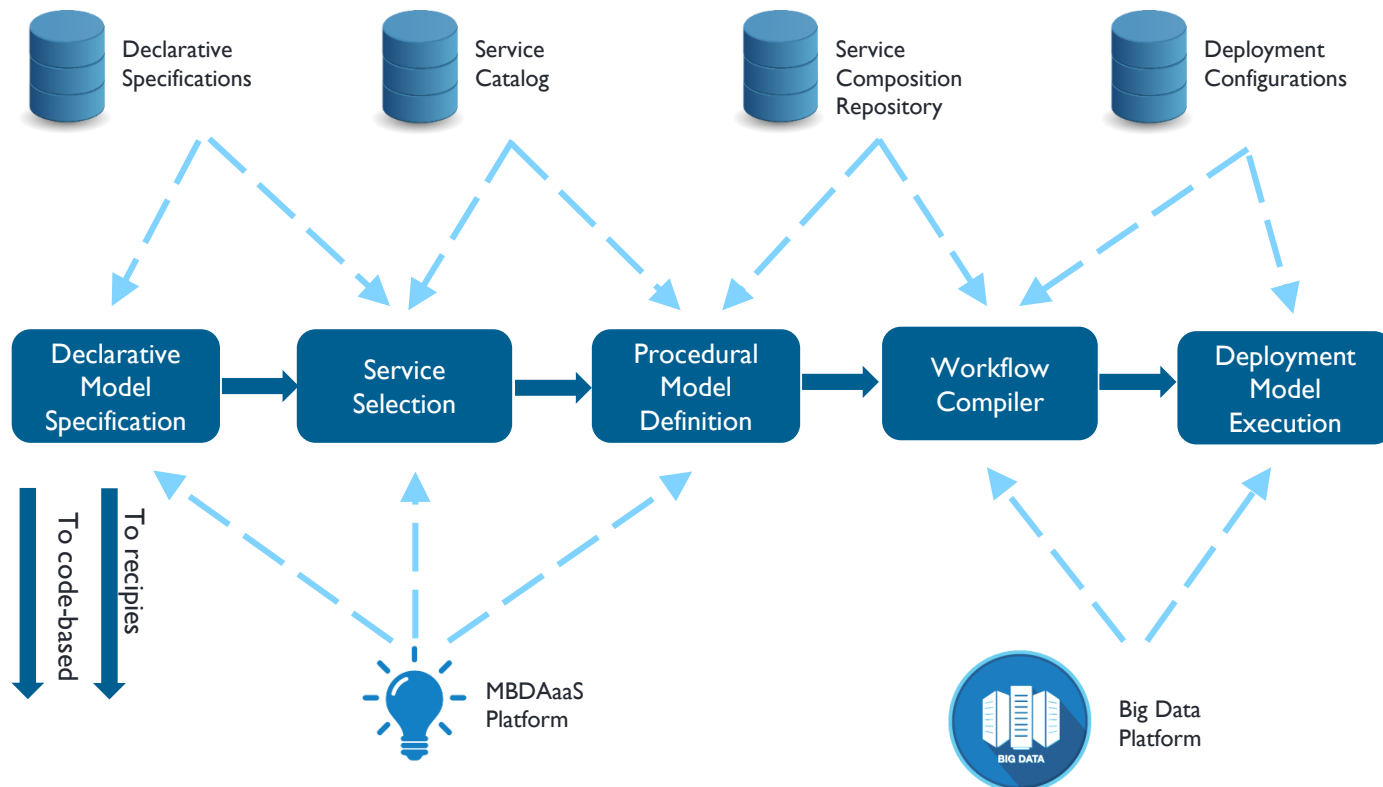 Declarative
Specifications
Service
Catalog
Service
Composition
Repository
Deployment
Configurations
Declarative
Model
Specification
Service
Selection
Procedural
Model
Definition
Workflow
Compiler
Deployment
Model
Execution
To recipies
To code-based
MBDAaaS
Platform
BIG DATA
Big Data
Platform